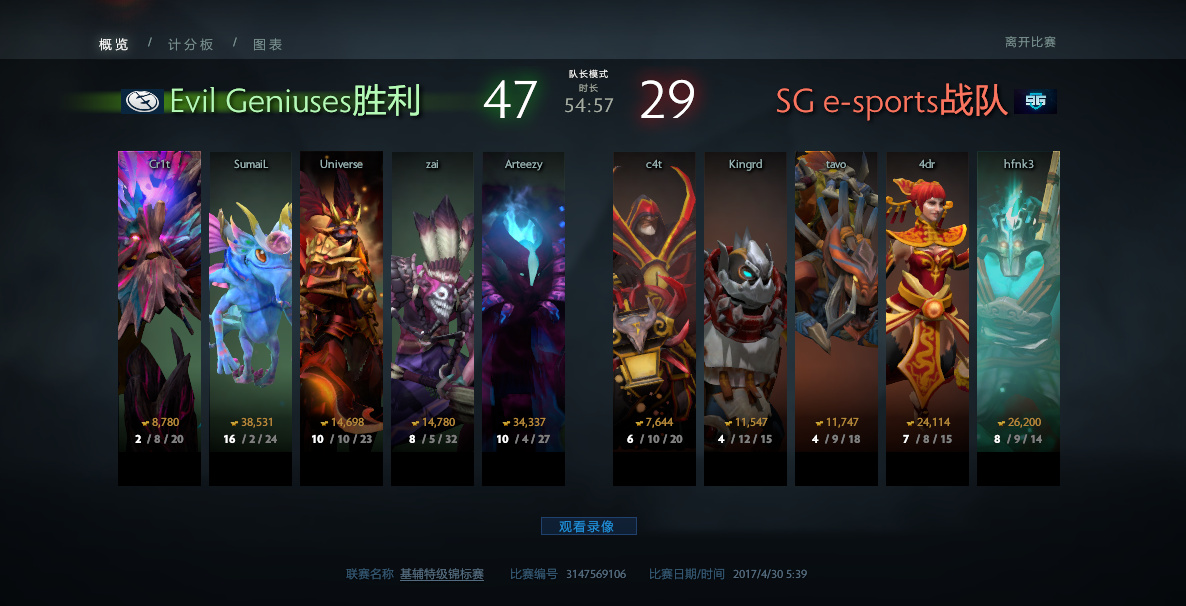 概览 / 计分板 / 图表
离开比赛
Evil Geniuses胜利
47
队长模式
时长
54:57
29
SG e-sports战队
SG
Cr1t
SumaiL
Universe
zai
Arteezy
c4t
Kingrd
tavo
4dr
hfnk3
8,780
38,531
14,698
14,780
34,337
7,644
11,547
11,747
24,114
26,200
2 / 8 / 20
16 / 2 / 24
10 / 10 / 23
8 / 5 / 32
10 / 4 / 27
6 / 10 / 20
4 / 12 / 15
4 / 9 / 18
7 / 8 / 15
8 / 9 / 14
观看录像
联赛名称 基辅特级锦标赛 比赛编号 3147569106 比赛日期/时间 2017/4/30 5:39